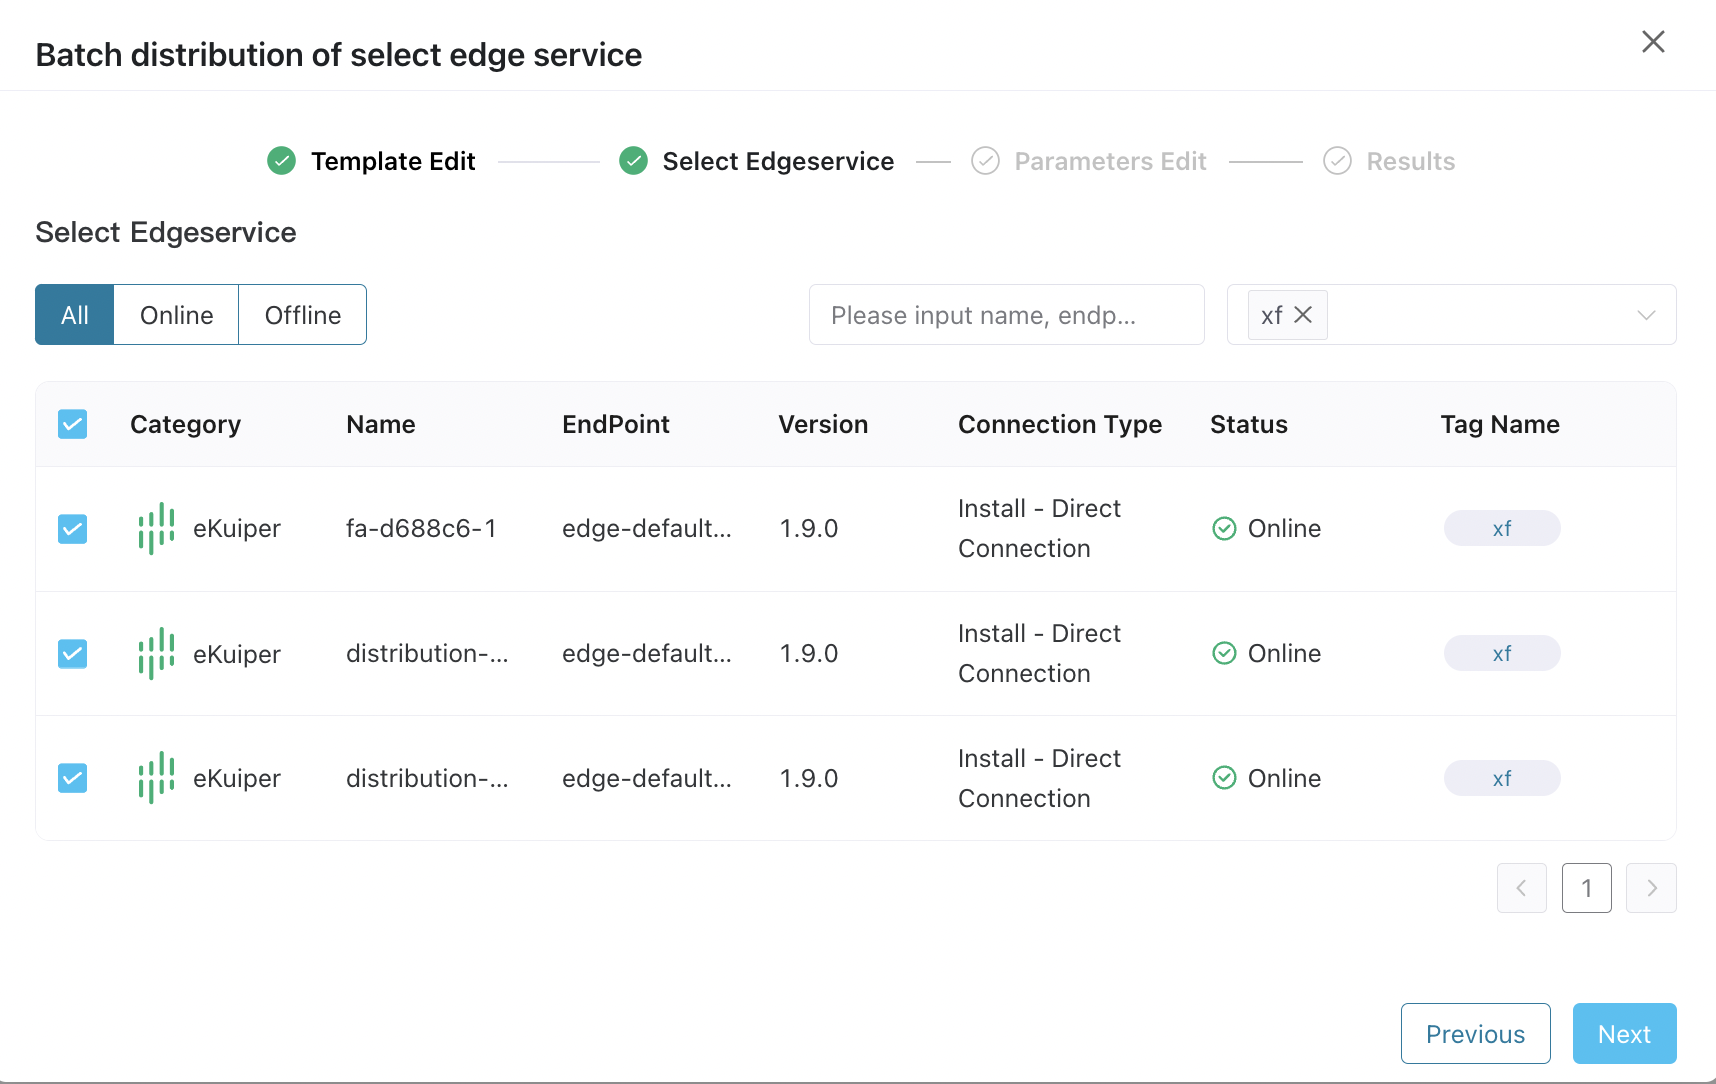 Batch distribution of select edge service
Template Edit
Select Edgeservice
Parameters Edit
Results
Select Edgeservice
All
Online
Offline
Please input name, endp...
xf
Category Name EndPoint Version Connection Type Status Tag Name
eKuiper fa-d688c6-1 edge-default... 1.9.0 Install - Direct Connection Online xf
eKuiper distribution-... edge-default... 1.9.0 Install - Direct Connection Online xf
eKuiper distribution-... edge-default... 1.9.0 Install - Direct Connection Online xf
1
Previous
Next